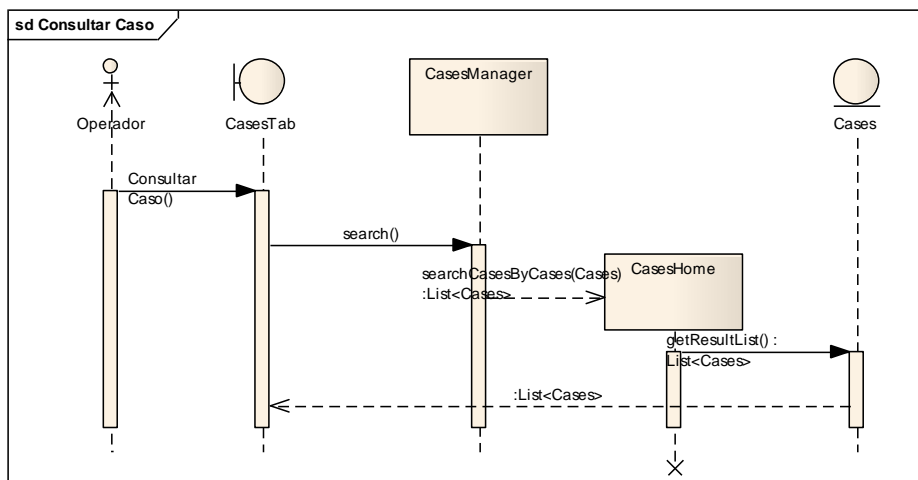 sd Consultar Caso
Operador
CasesTab
CasesManager
Cases
Consultar
Caso()
search()
searchCasesByCases(Cases)
:List<Cases>
CasesHome
getResultList() :
List<Cases>
:List<Cases>